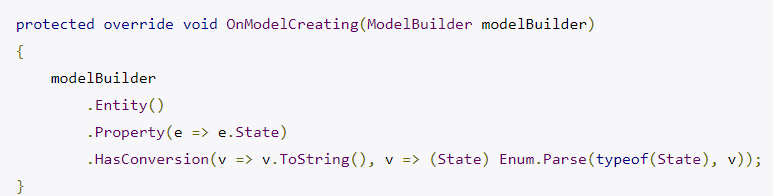 protected override void OnModelCreating(ModelBuilder modelBuilder)
{
    modelBuilder
        .Entity()
        .Property(e => e.State)
        .HasConversion(v => v.ToString(), v => (State) Enum.Parse(typeof(State), v));
}